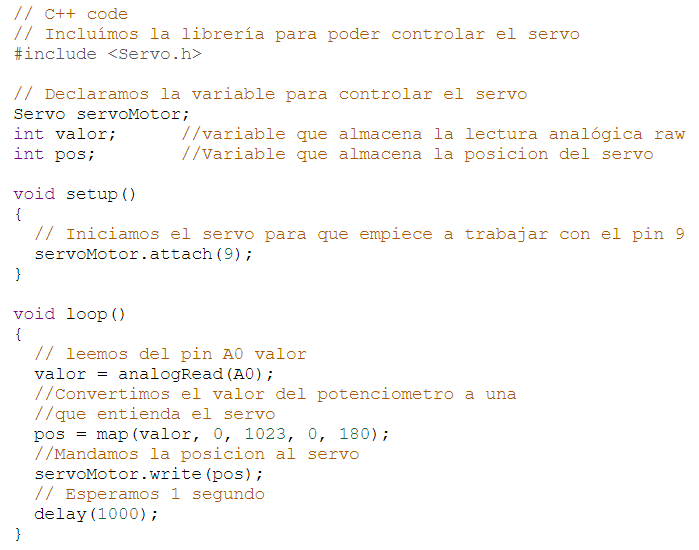 // C++ code
// Incluímos la librería para poder controlar el servo
#include <Servo.h>

// Declaramos la variable para controlar el servo
Servo servoMotor;
int valor;      //variable que almacena la lectura analógica raw
int pos;        //Variable que almacena la posicion del servo

void setup()
{
  // Iniciamos el servo para que empiece a trabajar con el pin 9
  servoMotor.attach(9);
}

void loop()
{
  // leemos del pin A0 valor
  valor = analogRead(A0);
  //Convertimos el valor del potenciometro a una
  //que entienda el servo
  pos = map(valor, 0, 1023, 0, 180);
  //Mandamos la posicion al servo
  servoMotor.write(pos);
  // Esperamos 1 segundo
  delay(1000);
}